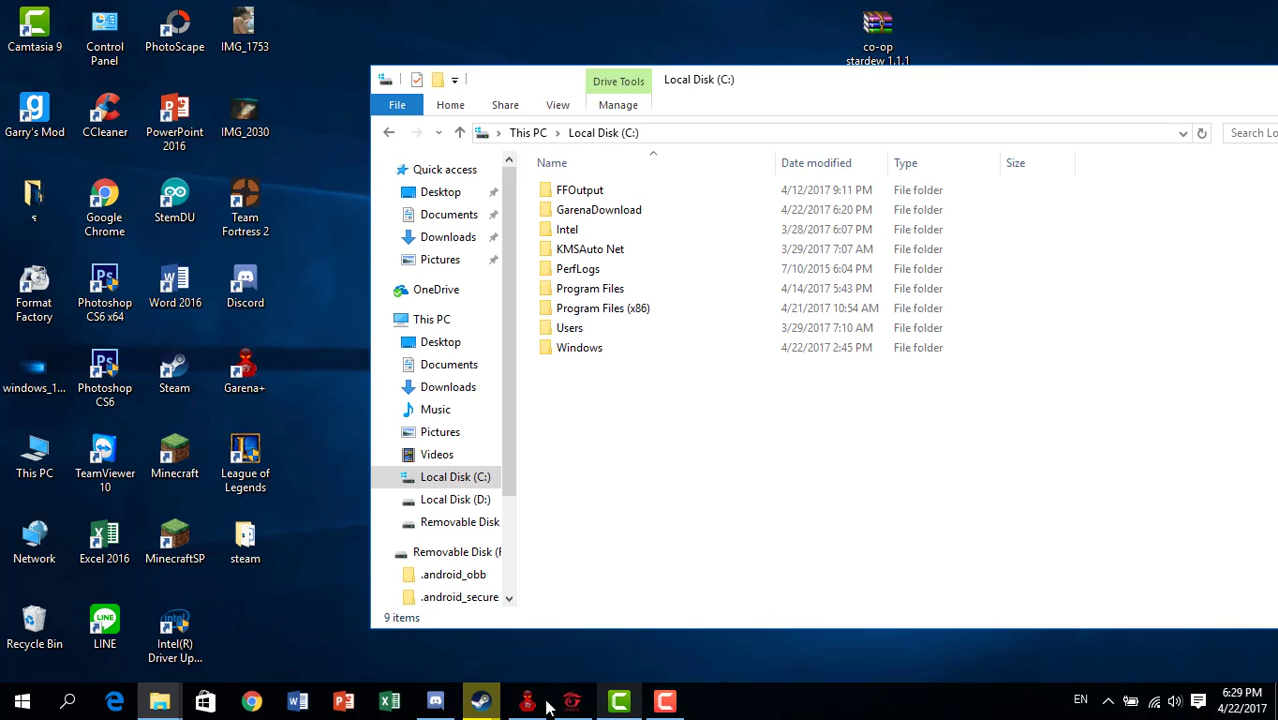 Camtasia 9
Control
Panel
PhotoScape
IMG_1753
co-op
stardew 1.1.1
Garry's Mod
CCleaner
PowerPoint
2016
IMG_2030
ร
Google
Chrome
StemDU
Team
Fortress 2
Format
Factory
Photoshop
CS6 x64
Word 2016
Discord
windows_1...
Photoshop
CS6
Steam
Garena+
This PC
TeamViewer
10
Minecraft
League of
Legends
Network
Excel 2016
MinecraftSP
steam
Recycle Bin
LINE
Intel(R)
Driver Up...
Drive Tools
Local Disk (C:)
File
Home
Share
View
Manage
This PC
Local Disk (C:)
Search Lo
Name
Date modified
Type
Size
Quick access
Desktop
Documents
Downloads
Pictures
OneDrive
This PC
Desktop
Documents
Downloads
Music
Pictures
Videos
Local Disk (C:)
Local Disk (D:)
Removable Disk
Removable Disk (F
.android_obb
.android_secure
FFOutput 4/12/2017 9:11 PM File folder
GarenaDownload 4/22/2017 6:20 PM File folder
Intel 3/28/2017 6:07 PM File folder
KMSAuto Net 3/29/2017 7:07 AM File folder
PerfLogs 7/10/2015 6:04 PM File folder
Program Files 4/14/2017 5:43 PM File folder
Program Files (x86) 4/21/2017 10:54 AM File folder
Users 3/29/2017 7:10 AM File folder
Windows 4/22/2017 2:45 PM File folder
9 items
EN
6:29 PM
4/22/2017